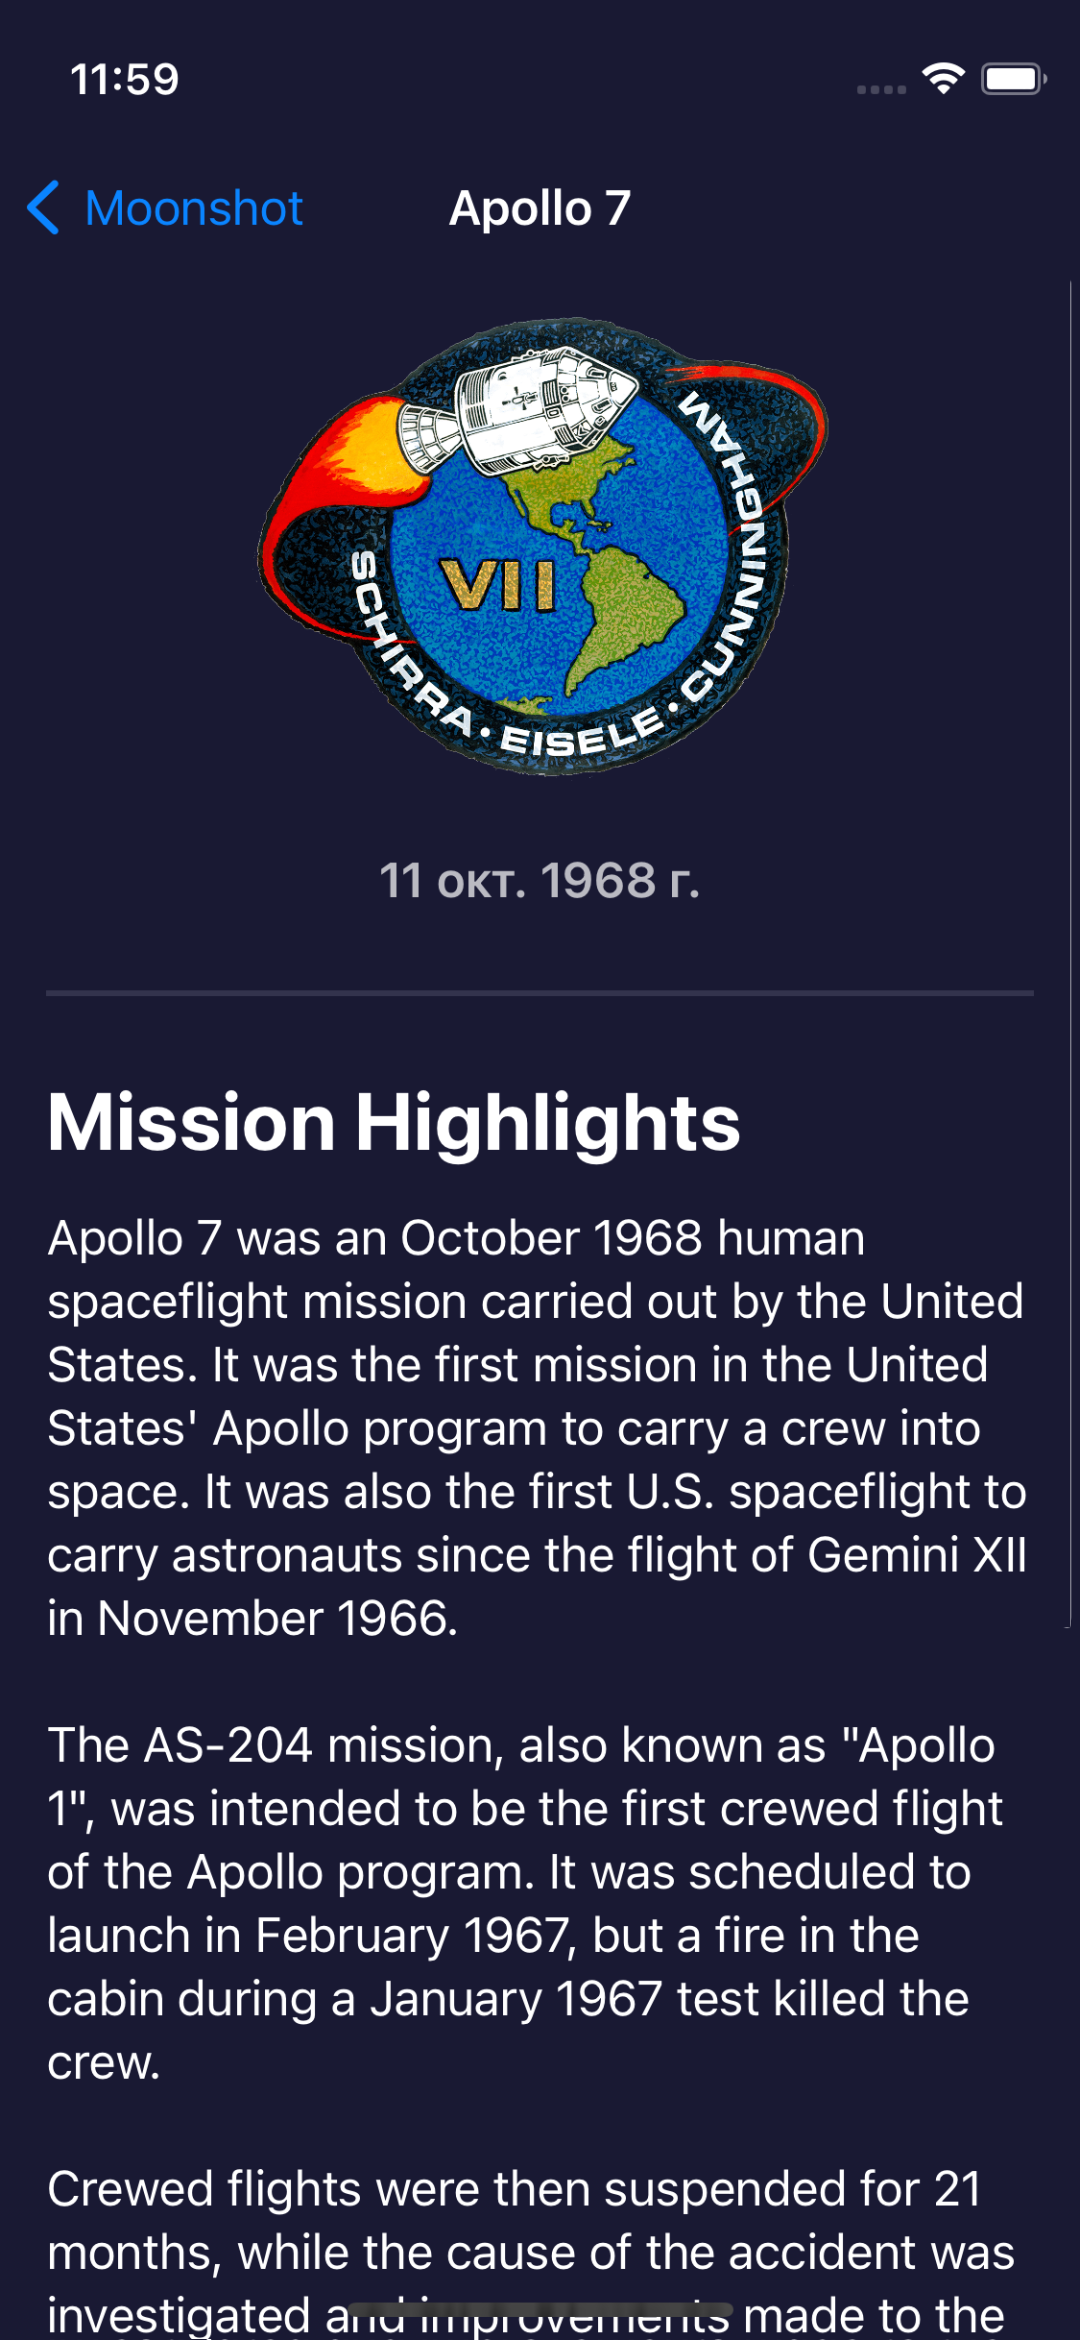 11:59
Moonshot
Apollo 7
VII
SCHIRRA · EISELE · CUNNINGHAM
11 окт. 1968 г.
Mission Highlights
Apollo 7 was an October 1968 human
spaceflight mission carried out by the United
States. It was the first mission in the United
States' Apollo program to carry a crew into
space. It was also the first U.S. spaceflight to
carry astronauts since the flight of Gemini XII
in November 1966.
The AS-204 mission, also known as "Apollo
1", was intended to be the first crewed flight
of the Apollo program. It was scheduled to
launch in February 1967, but a fire in the
cabin during a January 1967 test killed the
crew.
Crewed flights were then suspended for 21
months, while the cause of the accident was
investigated and improvements made to the